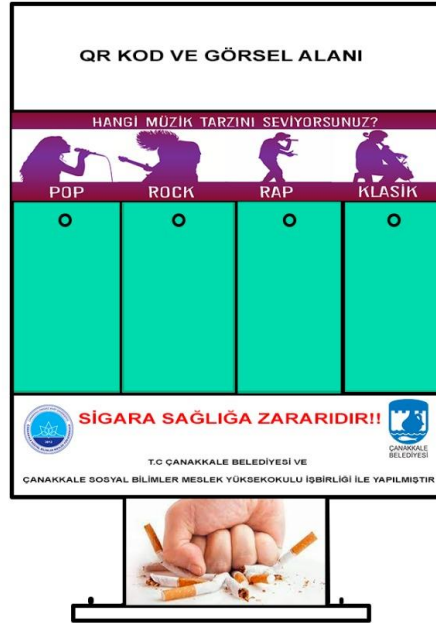 QR KOD VE GÖRSEL ALANI
HANGİ MÜZİK TARZINI SEVİYORSUNUZ?
POP ROCK RAP KLASİK
SİGARA SAĞLIĞA ZARARIDIR!!
ÇANAKKALE
BELEDİYESİ
T.C ÇANAKKALE BELEDİYESİ VE
ÇANAKKALE SOSYAL BİLİMLER MESLEK YÜKSEKOKULU İŞBİRLİĞİ İLE YAPILMIŞTIR